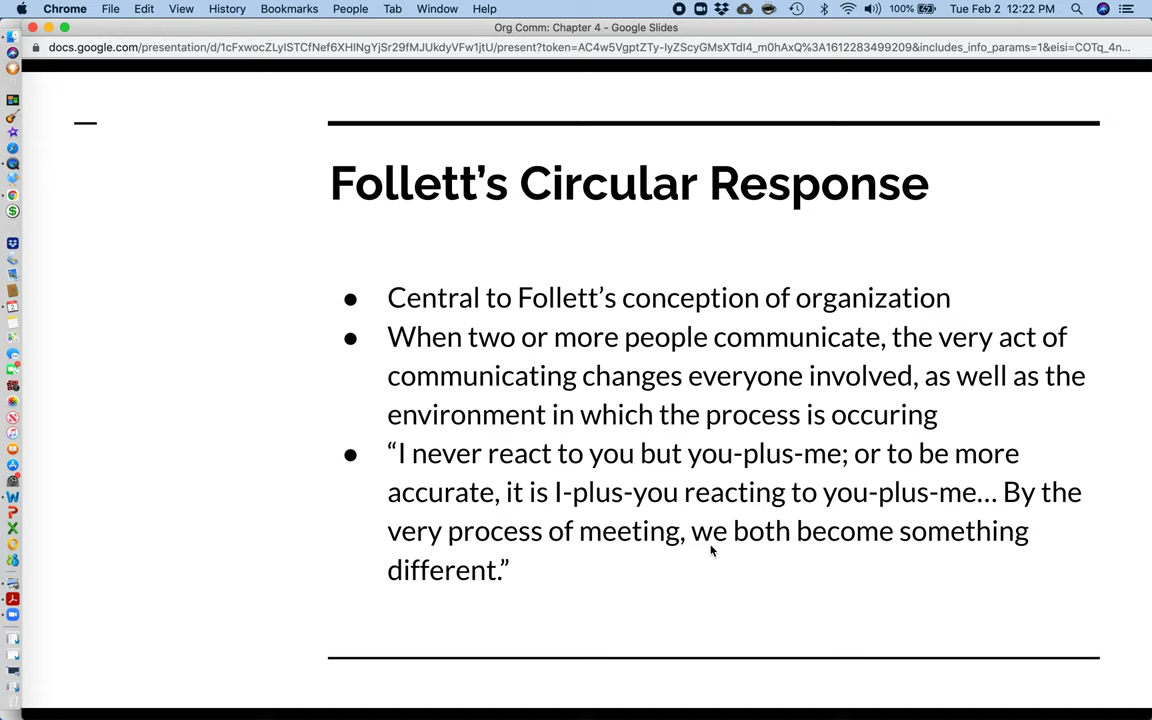 Chrome File Edit View History Bookmarks People Tab Window Help 100% Tue Feb 2 12:22 PM
Org Comm: Chapter 4 - Google Slides
Follett’s Circular Response
● Central to Follett’s conception of organization
● When two or more people communicate, the very act of
communicating changes everyone involved, as well as the
environment in which the process is occuring
● “I never react to you but you-plus-me; or to be more
accurate, it is I-plus-you reacting to you-plus-me... By the
very process of meeting, we both become something
different.”